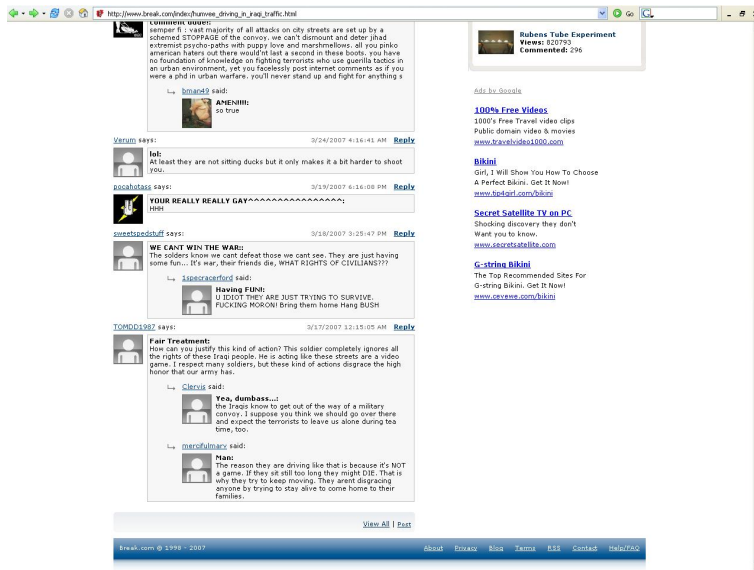 http://www.break.com/index/humvee_driving_in_iraqi_traffic.html
Go
comment dudes:
semper fi : vast majority of all attacks on city streets are set up by a
schemed STOPPAGE of the convoy. we can't dismount and deter jihad
extremist psycho-paths with puppy love and marshmellows. all you pinko
american haters out there would'nt last a second in these boots. you have
no foundation of knowledge on fighting terrorists who use guerilla tactics in
an urban environment, yet you facelessly post internet comments as if you
were a phd in urban warfare. you'll never stand up and fight for anything s
bman49 said:
AMEN!!!!:
so true
Verum says:
3/24/2007 4:16:41 AM Reply
lol:
At least they are not sitting ducks but it only makes it a bit harder to shoot
you.
pocahotass says:
3/19/2007 6:16:08 PM Reply
YOUR REALLY REALLY GAY^^^^^^^^^^^^^^^^:
HHH
sweetspedstuff says:
3/18/2007 3:25:47 PM Reply
WE CANT WIN THE WAR::
The solders know we cant defeat those we cant see. They are just having
some fun... It's war, their friends die, WHAT RIGHTS OF CIVILIANS???
1specracerford said:
Having FUN!:
U IDIOT THEY ARE JUST TRYING TO SURVIVE.
FUCKING MORON! Bring them home Hang BUSH
TOMDD1987 says:
3/17/2007 12:15:05 AM Reply
Fair Treatment:
How can you justify this kind of action? This soldier completely ignores all
the rights of these Iraqi people. He is acting like these streets are a video
game. I respect many soldiers, but these kind of actions disgrace the high
honor that our army has.
Clervis said:
Yea, dumbass...:
the Iraqis know to get out of the way of a military
convoy. I suppose you think we should go over there
and expect the terrorists to leave us alone during tea
time, too.
mercifulmary said:
Man:
The reason they are driving like that is because it's NOT
a game. If they sit still too long they might DIE. That is
why they try to keep moving. They arent disgracing
anyone by trying to stay alive to come home to their
families.
View All | Post
Rubens Tube Experiment
Views: 820793
Commented: 296
Ads by Google
100% Free Videos
1000's Free Travel video clips
Public domain video & movies
www.travelvideo1000.com
Bikini
Girl, I Will Show You How To Choose
A Perfect Bikini. Get It Now!
www.tip4girl.com/bikini
Secret Satellite TV on PC
Shocking discovery they don't
Want you to know.
www.secretsatellite.com
G-string Bikini
The Top Recommended Sites For
G-string Bikini. Get It Now!
www.cevewe.com/bikini
Break.com © 1998 - 2007
About Privacy Blog Terms RSS Contact Help/FAQ